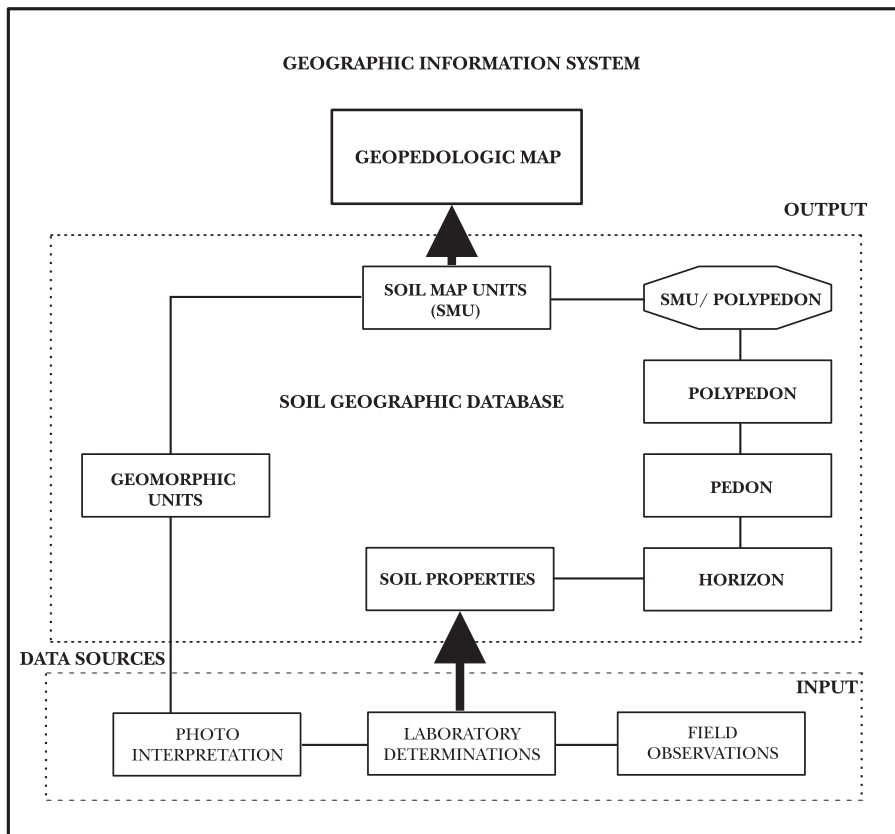 GEOGRAPHIC INFORMATION SYSTEM
GEOPEDOLOGIC MAP
OUTPUT
SOIL MAP UNITS
(SMU)
SMU/ POLYPEDON
POLYPEDON
SOIL GEOGRAPHIC DATABASE
GEOMORPHIC
UNITS
PEDON
SOIL PROPERTIES
HORIZON
DATA SOURCES
INPUT
PHOTO
INTERPRETATION
LABORATORY
DETERMINATIONS
FIELD
OBSERVATIONS